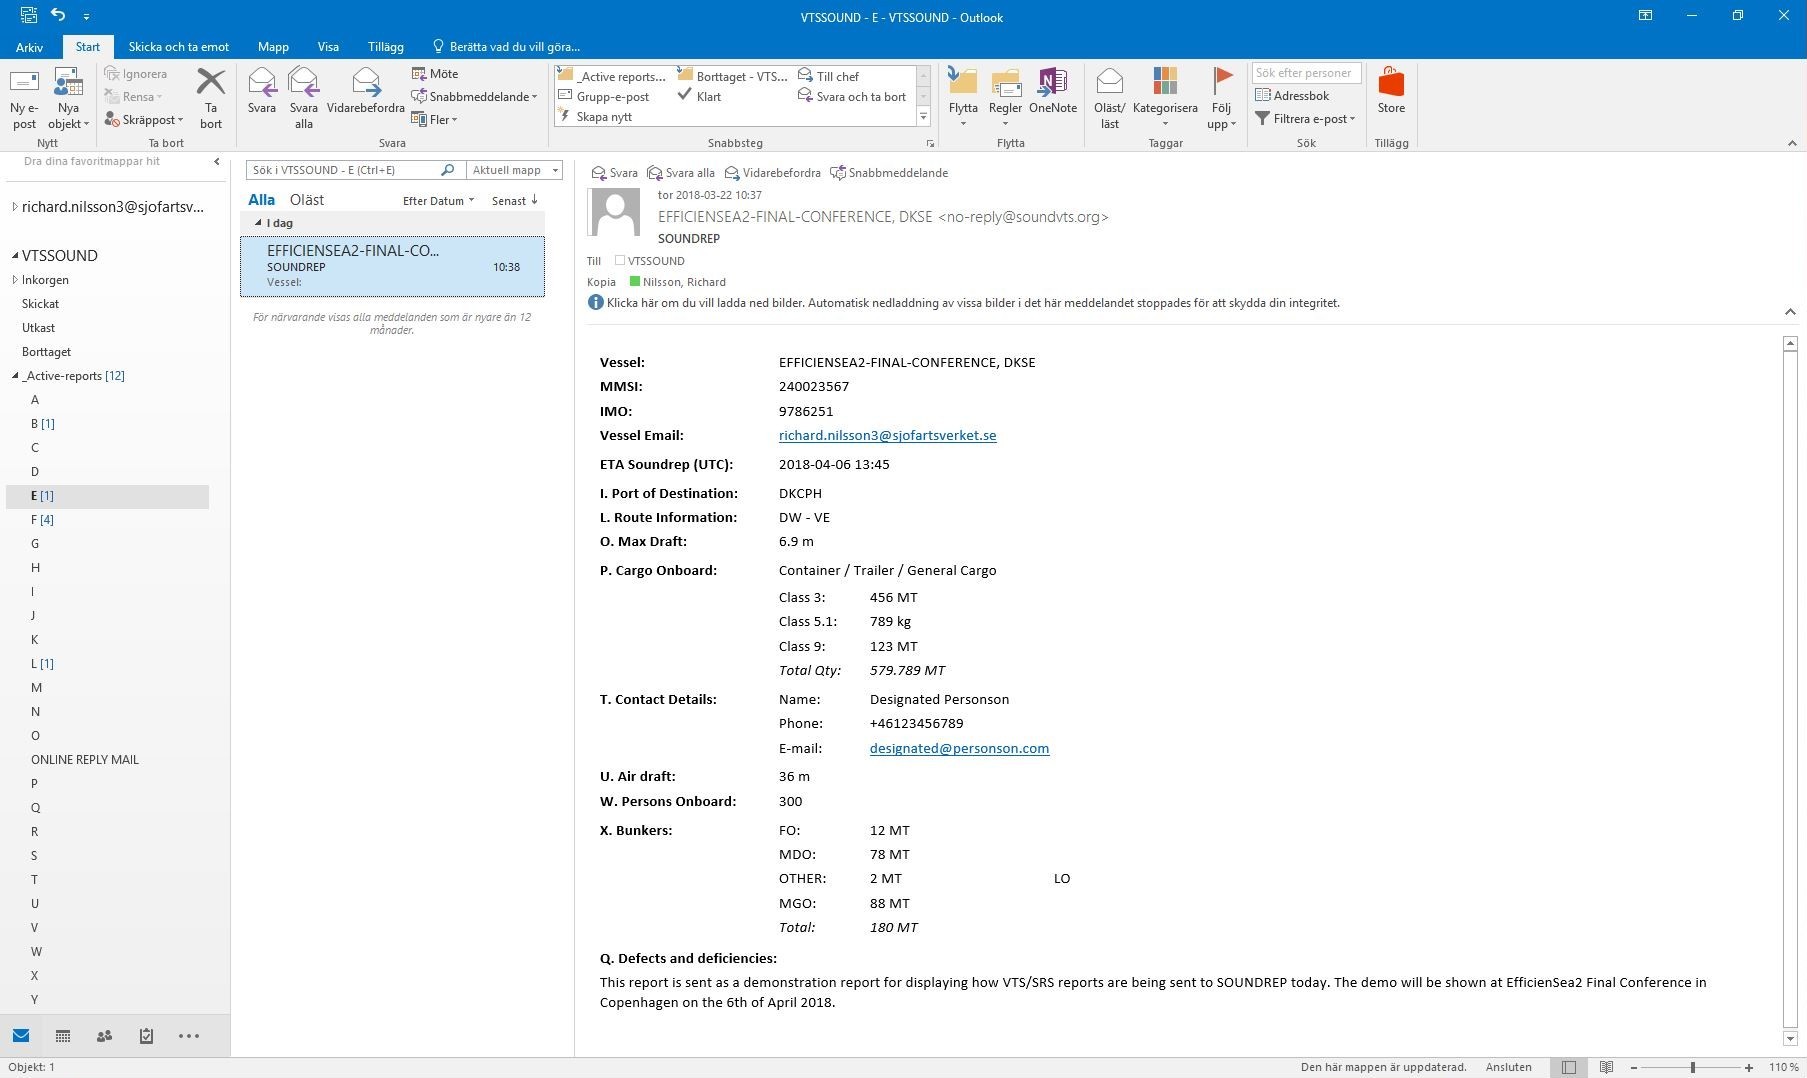 VTSSOUND - E - VTSSOUND - Outlook
Arkiv Start Skicka och ta emot Mapp Visa Tillägg Berätta vad du vill göra...
Ny e-post
Nya objekt
Nytt
Ignorera
Rensa
Skräppost
Ta bort
Ta bort
Svara
Svara alla
Vidarebefordra
Möte
Snabbmeddelande
Fler
Svara
_Active reports... Borttaget - VTS... Till chef
Grupp-e-post Klart Svara och ta bort
Skapa nytt
Snabbsteg
Flytta
Regler
OneNote
Flytta
Oläst/läst
Kategorisera
Följ upp
Taggar
Sök efter personer
Adressbok
Filtrera e-post
Sök
Store
Tillägg
Dra dina favoritmappar hit
richard.nilsson3@sjofartsv...
VTSSOUND
Inkorgen
Skickat
Utkast
Borttaget
_Active-reports [12]
A
B [1]
C
D
E [1]
F [4]
G
H
I
J
K
L [1]
M
N
O
ONLINE REPLY MAIL
P
Q
R
S
T
U
V
W
X
Y
Sök i VTSSOUND - E (Ctrl+E) Aktuell mapp
Alla Oläst Efter Datum Senast
I dag
EFFICIENSEA2-FINAL-CO...
SOUNDREP 10:38
Vessel:
För närvarande visas alla meddelanden som är nyare än 12
månader.
Svara Svara alla Vidarebefordra Snabbmeddelande
tor 2018-03-22 10:37
EFFICIENSEA2-FINAL-CONFERENCE, DKSE <no-reply@soundvts.org>
SOUNDREP
Till VTSSOUND
Kopia Nilsson, Richard
Klicka här om du vill ladda ned bilder. Automatisk nedladdning av vissa bilder i det här meddelandet stoppades för att skydda din integritet.
Vessel: EFFICIENSEA2-FINAL-CONFERENCE, DKSE
MMSI: 240023567
IMO: 9786251
Vessel Email: richard.nilsson3@sjofartsverket.se
ETA Soundrep (UTC): 2018-04-06 13:45
I. Port of Destination: DKCPH
L. Route Information: DW - VE
O. Max Draft: 6.9 m
P. Cargo Onboard: Container / Trailer / General Cargo
Class 3: 456 MT
Class 5.1: 789 kg
Class 9: 123 MT
Total Qty: 579.789 MT
T. Contact Details: Name: Designated Personson
Phone: +46123456789
E-mail: designated@personson.com
U. Air draft: 36 m
W. Persons Onboard: 300
X. Bunkers: FO: 12 MT
MDO: 78 MT
OTHER: 2 MT LO
MGO: 88 MT
Total: 180 MT
Q. Defects and deficiencies:
This report is sent as a demonstration report for displaying how VTS/SRS reports are being sent to SOUNDREP today. The demo will be shown at EfficienSea2 Final Conference in
Copenhagen on the 6th of April 2018.
Objekt: 1 Den här mappen är uppdaterad. Ansluten 110 %